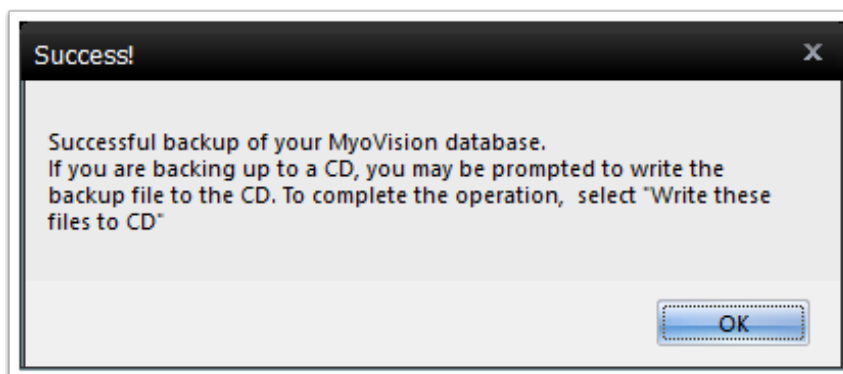 Success!
x
Successful backup of your MyoVision database.
If you are backing up to a CD, you may be prompted to write the
backup file to the CD. To complete the operation,  select "Write these
files to CD"
OK